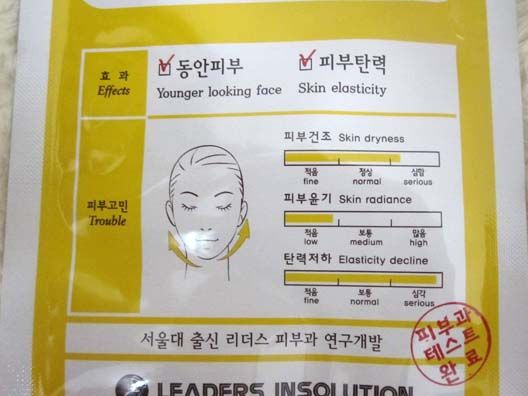 효 과
Effects
동안피부
Younger looking face
피부탄력
Skin elasticity
피부고민
Trouble
피부건조 Skin dryness
적음 정상 심함
fine normal serious
피부윤기 Skin radiance
적음 보통 많음
low medium high
탄력저하 Elasticity decline
적음 보통 심각
fine normal serious
피부과
테스트
완료
서울대 출신 리더스 피부과 연구개발
LEADERS INSOLUTION